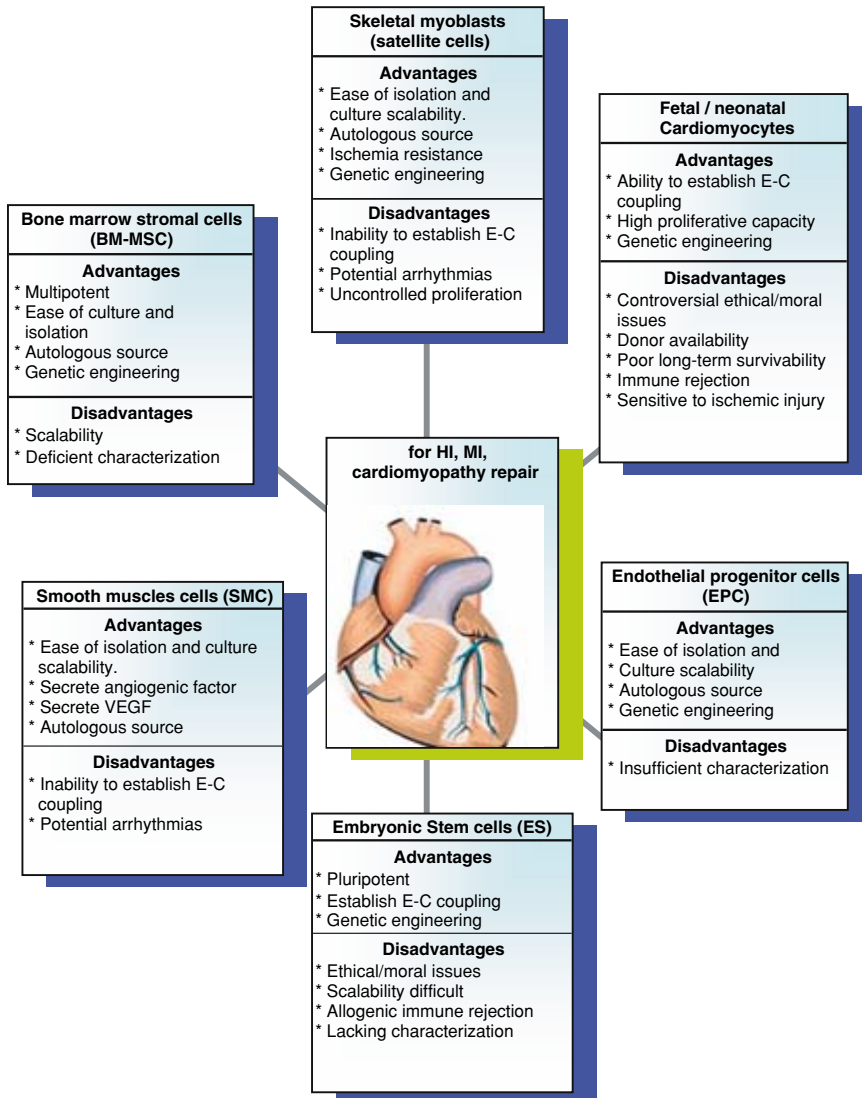 Skeletal myoblasts
(satellite cells)
Advantages
* Ease of isolation and
culture scalability.
* Autologous source
* Ischemia resistance
* Genetic engineering
Disadvantages
* Inability to establish E-C
coupling
* Potential arrhythmias
* Uncontrolled proliferation
Fetal / neonatal
Cardiomyocytes
Advantages
* Ability to establish E-C
coupling
* High proliferative capacity
* Genetic engineering
Disadvantages
* Controversial ethical/moral
issues
* Donor availability
* Poor long-term survivability
* Immune rejection
* Sensitive to ischemic injury
Bone marrow stromal cells
(BM-MSC)
Advantages
* Multipotent
* Ease of culture and
isolation
* Autologous source
* Genetic engineering
Disadvantages
* Scalability
* Deficient characterization
for HI, MI,
cardiomyopathy repair
Smooth muscles cells (SMC)
Advantages
* Ease of isolation and culture
scalability.
* Secrete angiogenic factor
* Secrete VEGF
* Autologous source
Disadvantages
* Inability to establish E-C
coupling
* Potential arrhythmias
Endothelial progenitor cells
(EPC)
Advantages
* Ease of isolation and
* Culture scalability
* Autologous source
* Genetic engineering
Disadvantages
* Insufficient characterization
Embryonic Stem cells (ES)
Advantages
* Pluripotent
* Establish E-C coupling
* Genetic engineering
Disadvantages
* Ethical/moral issues
* Scalability difficult
* Allogenic immune rejection
* Lacking characterization